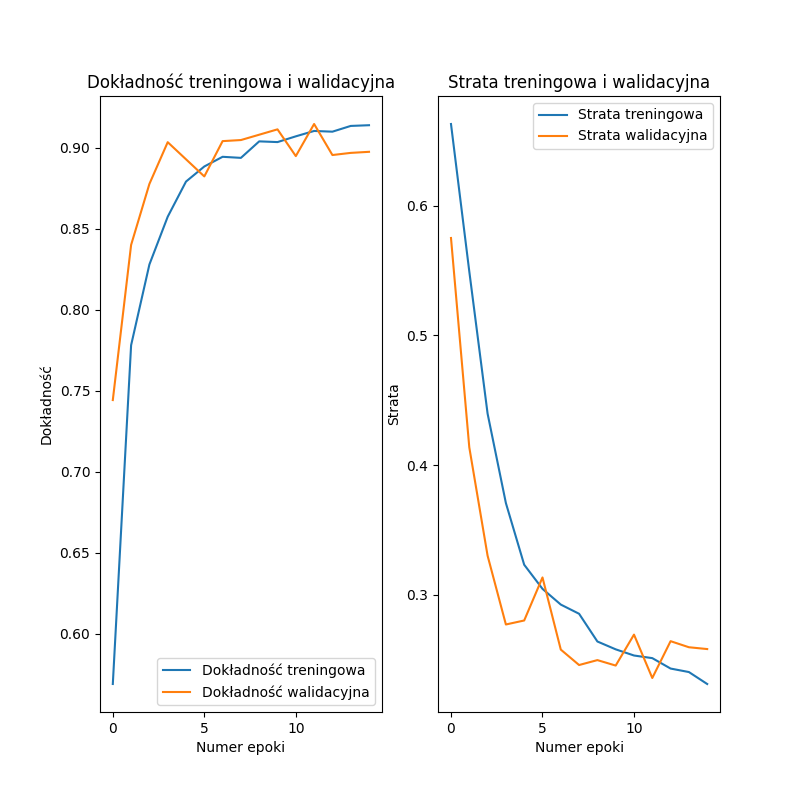 Dokładność treningowa i walidacyjna
0.90
0.85
0.80
0.75
0.70
0.65
0.60
Dokładność
Dokładność treningowa
Dokładność walidacyjna
0
5
10
Numer epoki
Strata treningowa i walidacyjna
Strata treningowa
Strata walidacyjna
0.6
0.5
0.4
0.3
Strata
0
5
10
Numer epoki